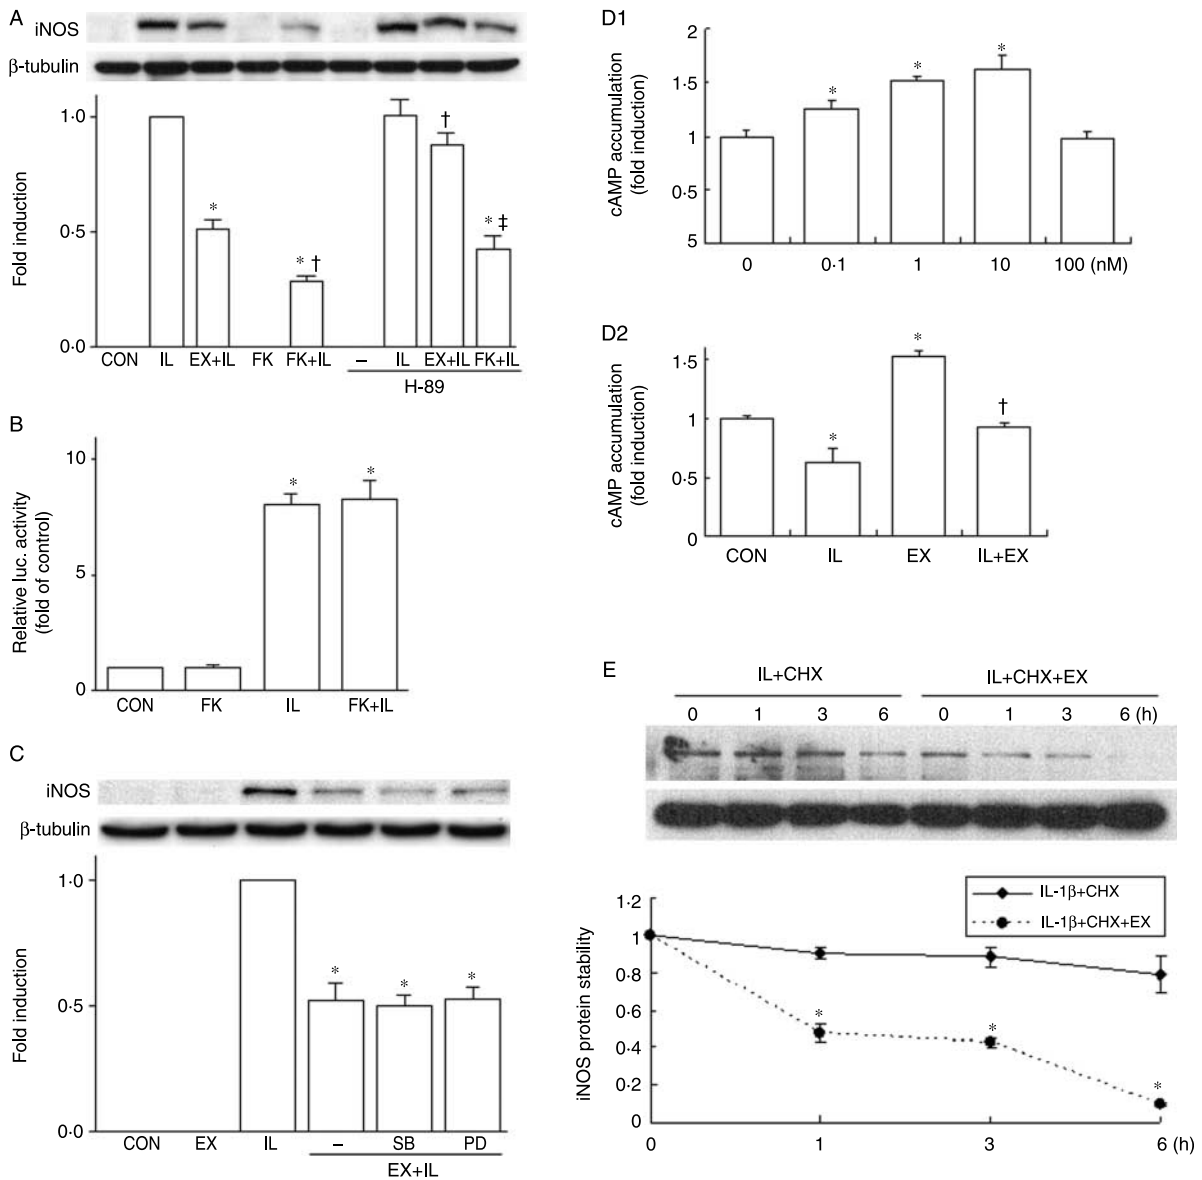 A
iNOS
β-tubulin
Fold induction
1·0
0·5
0·0
* * † † * ‡
CON IL EX+IL FK FK+IL – IL EX+IL FK+IL
H-89
B
Relative luc. activity
(fold of control)
10
5
0
* *
CON FK IL FK+IL
C
iNOS
β-tubulin
Fold induction
1·0
0·5
0·0
* * *
CON EX IL – SB PD
EX+IL
D1
cAMP accumulation
(fold induction)
2
1·5
1
0·5
5
* * *
0 0·1 1 10 100 (nM)
D2
cAMP accumulation
(fold induction)
1·5
1
0·5
0
* * †
CON IL EX IL+EX
E
IL+CHX IL+CHX+EX
0 1 3 6 0 1 3 6 (h)
iNOS protein stability
1·2
1
0·8
0·6
0·4
0·2
0
IL-1β+CHX
IL-1β+CHX+EX
* * *
0 1 3 6 (h)